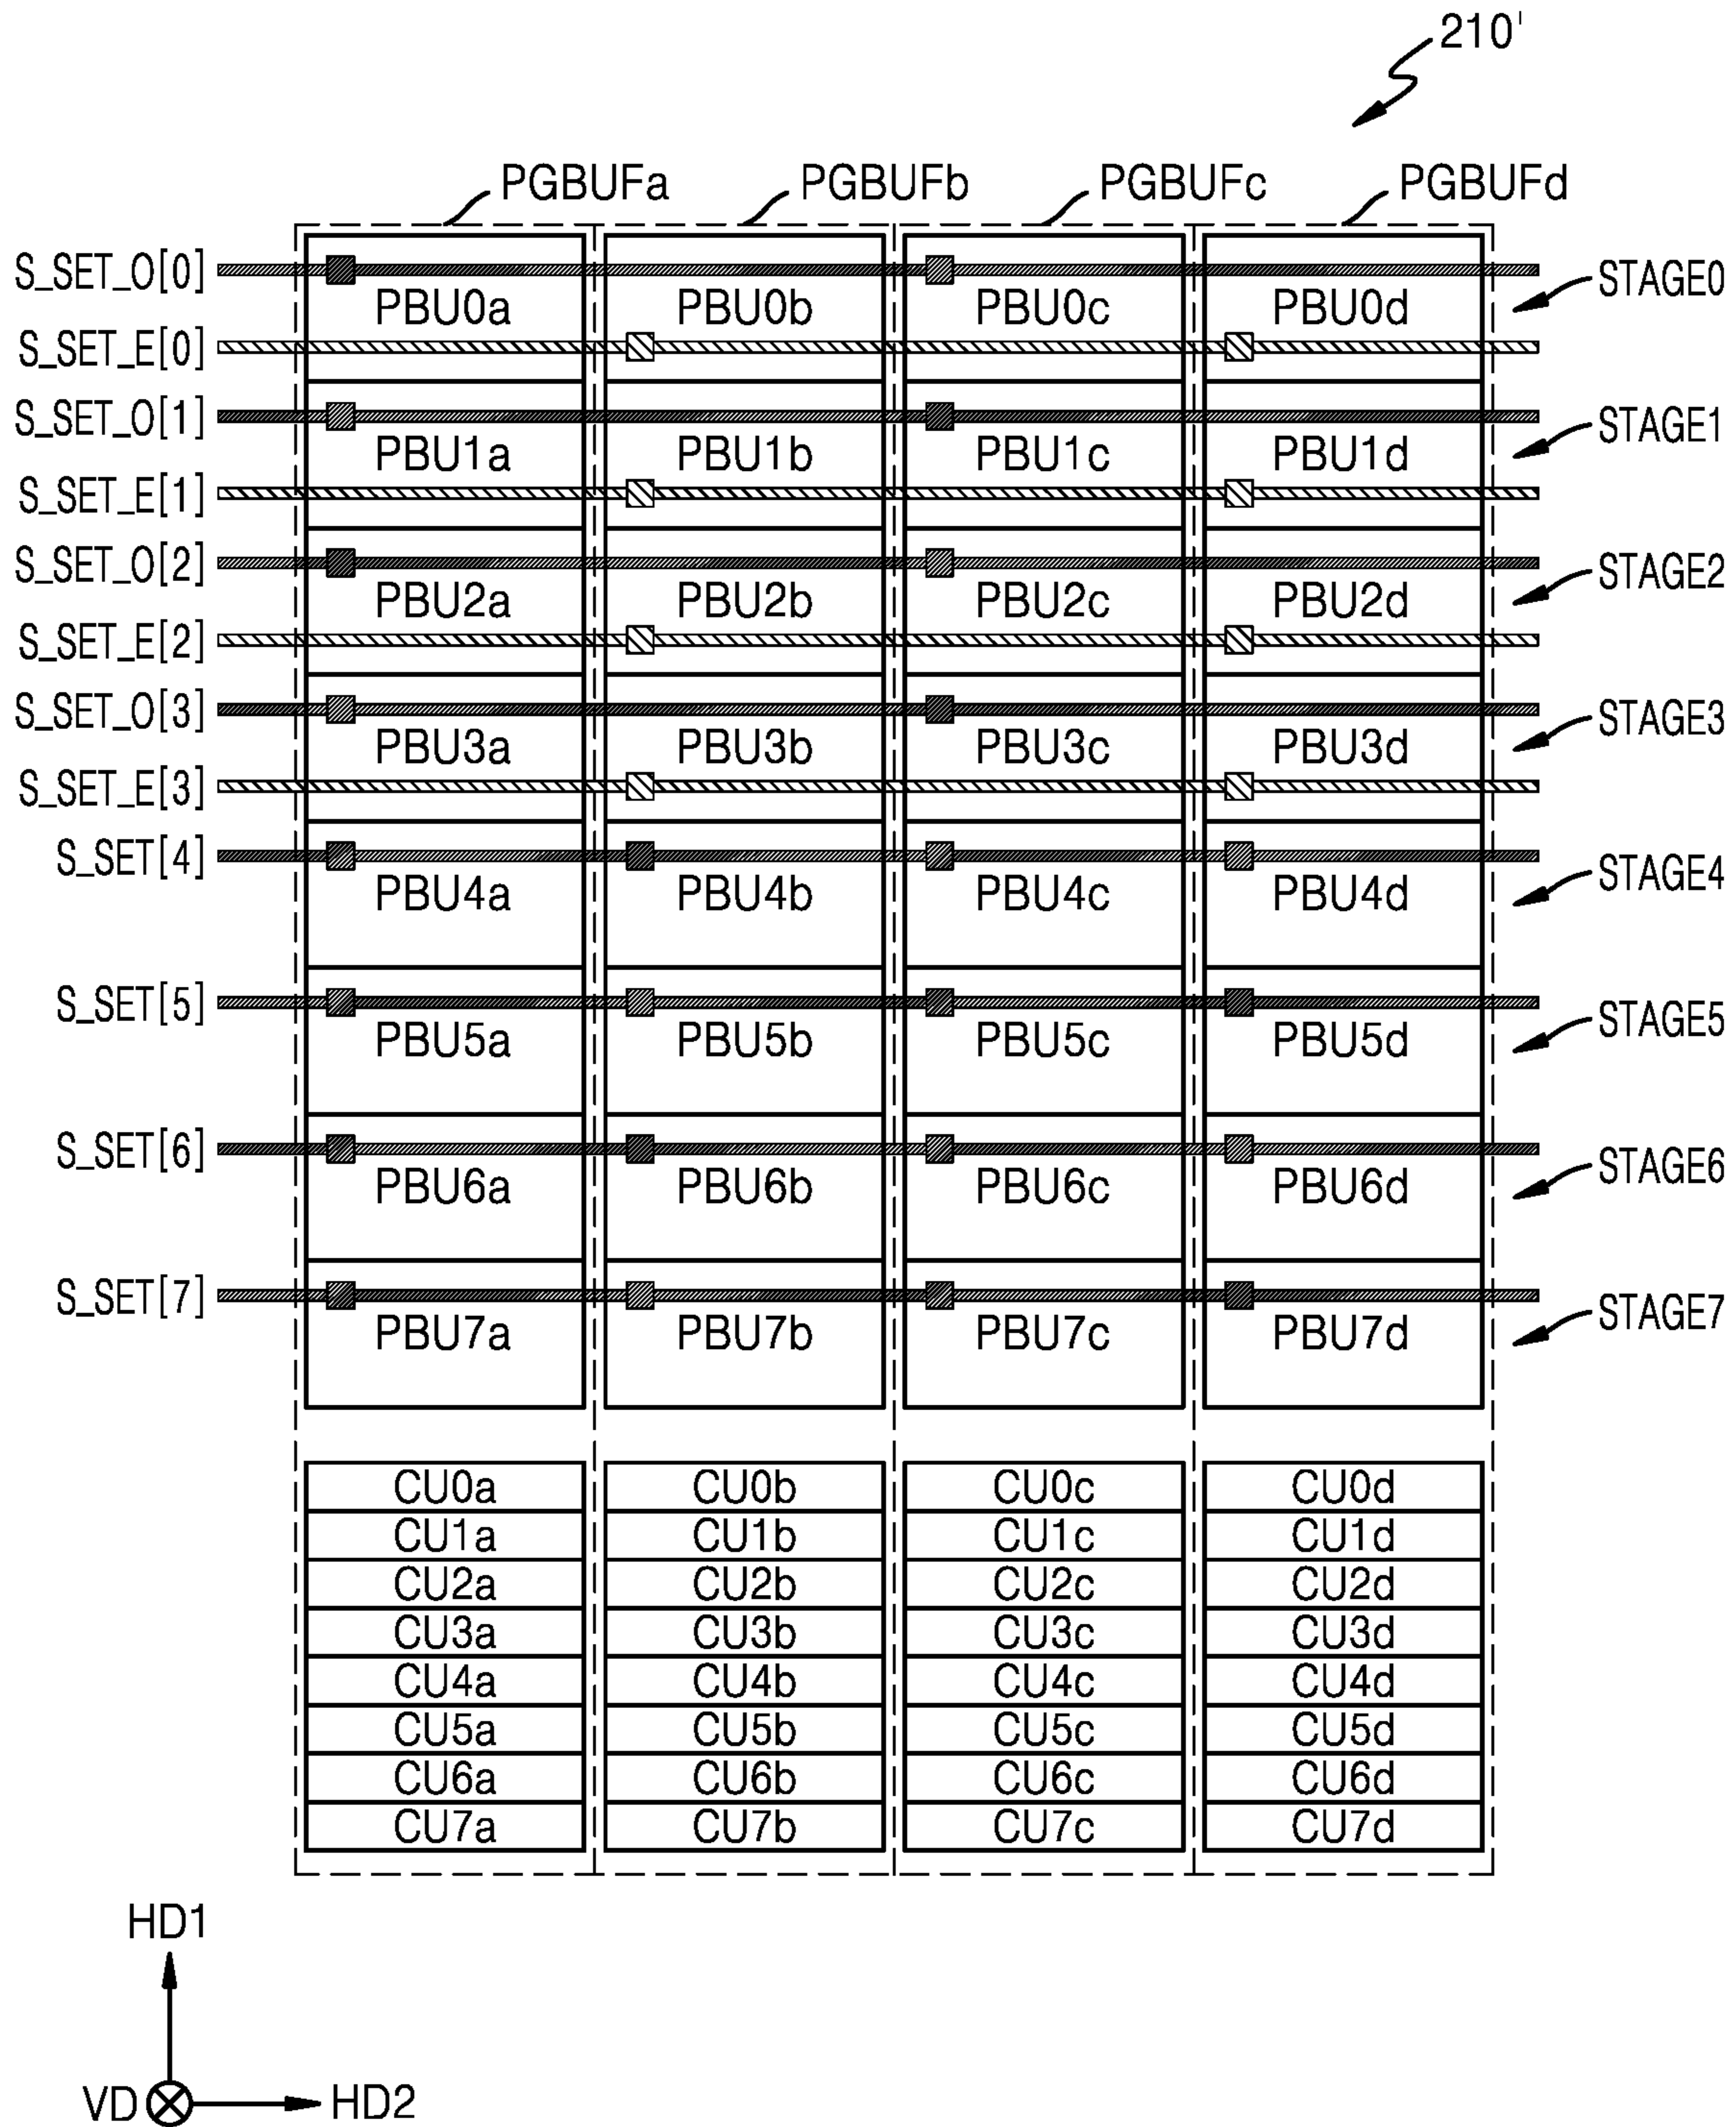 210'
PGBUFa PGBUFb PGBUFc PGBUFd
S_SET_O[0] STAGE0
PBU0a PBU0b PBU0c PBU0d
S_SET_E[0]
S_SET_O[1] STAGE1
PBU1a PBU1b PBU1c PBU1d
S_SET_E[1]
S_SET_O[2] STAGE2
PBU2a PBU2b PBU2c PBU2d
S_SET_E[2]
S_SET_O[3] STAGE3
PBU3a PBU3b PBU3c PBU3d
S_SET_E[3]
S_SET[4] STAGE4
PBU4a PBU4b PBU4c PBU4d
S_SET[5] STAGE5
PBU5a PBU5b PBU5c PBU5d
S_SET[6] STAGE6
PBU6a PBU6b PBU6c PBU6d
S_SET[7] STAGE7
PBU7a PBU7b PBU7c PBU7d
CU0a CU0b CU0c CU0d
CU1a CU1b CU1c CU1d
CU2a CU2b CU2c CU2d
CU3a CU3b CU3c CU3d
CU4a CU4b CU4c CU4d
CU5a CU5b CU5c CU5d
CU6a CU6b CU6c CU6d
CU7a CU7b CU7c CU7d
HD1
VD HD2